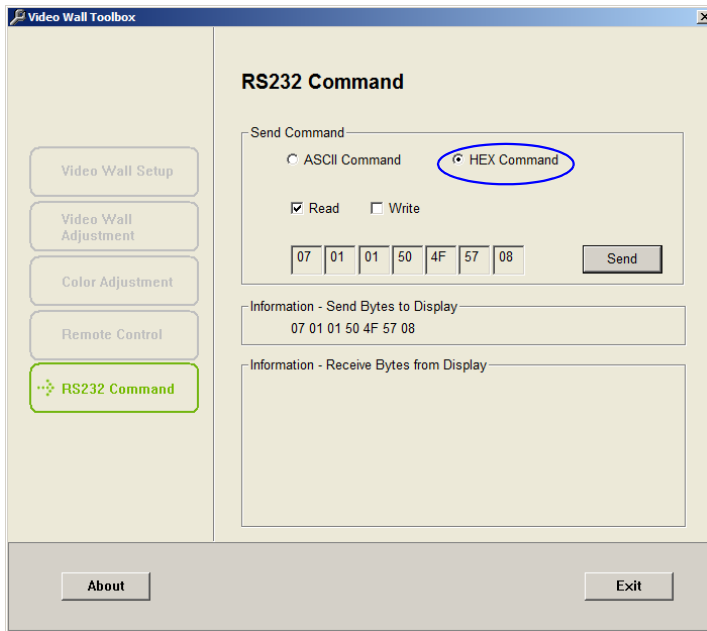 Video Wall Toolbox
Video Wall Setup
Video Wall
Adjustment
Color Adjustment
Remote Control
RS232 Command
RS232 Command
Send Command
ASCII Command HEX Command
Read Write
07 01 01 50 4F 57 08 Send
Information - Send Bytes to Display
07 01 01 50 4F 57 08
Information - Receive Bytes from Display
About Exit